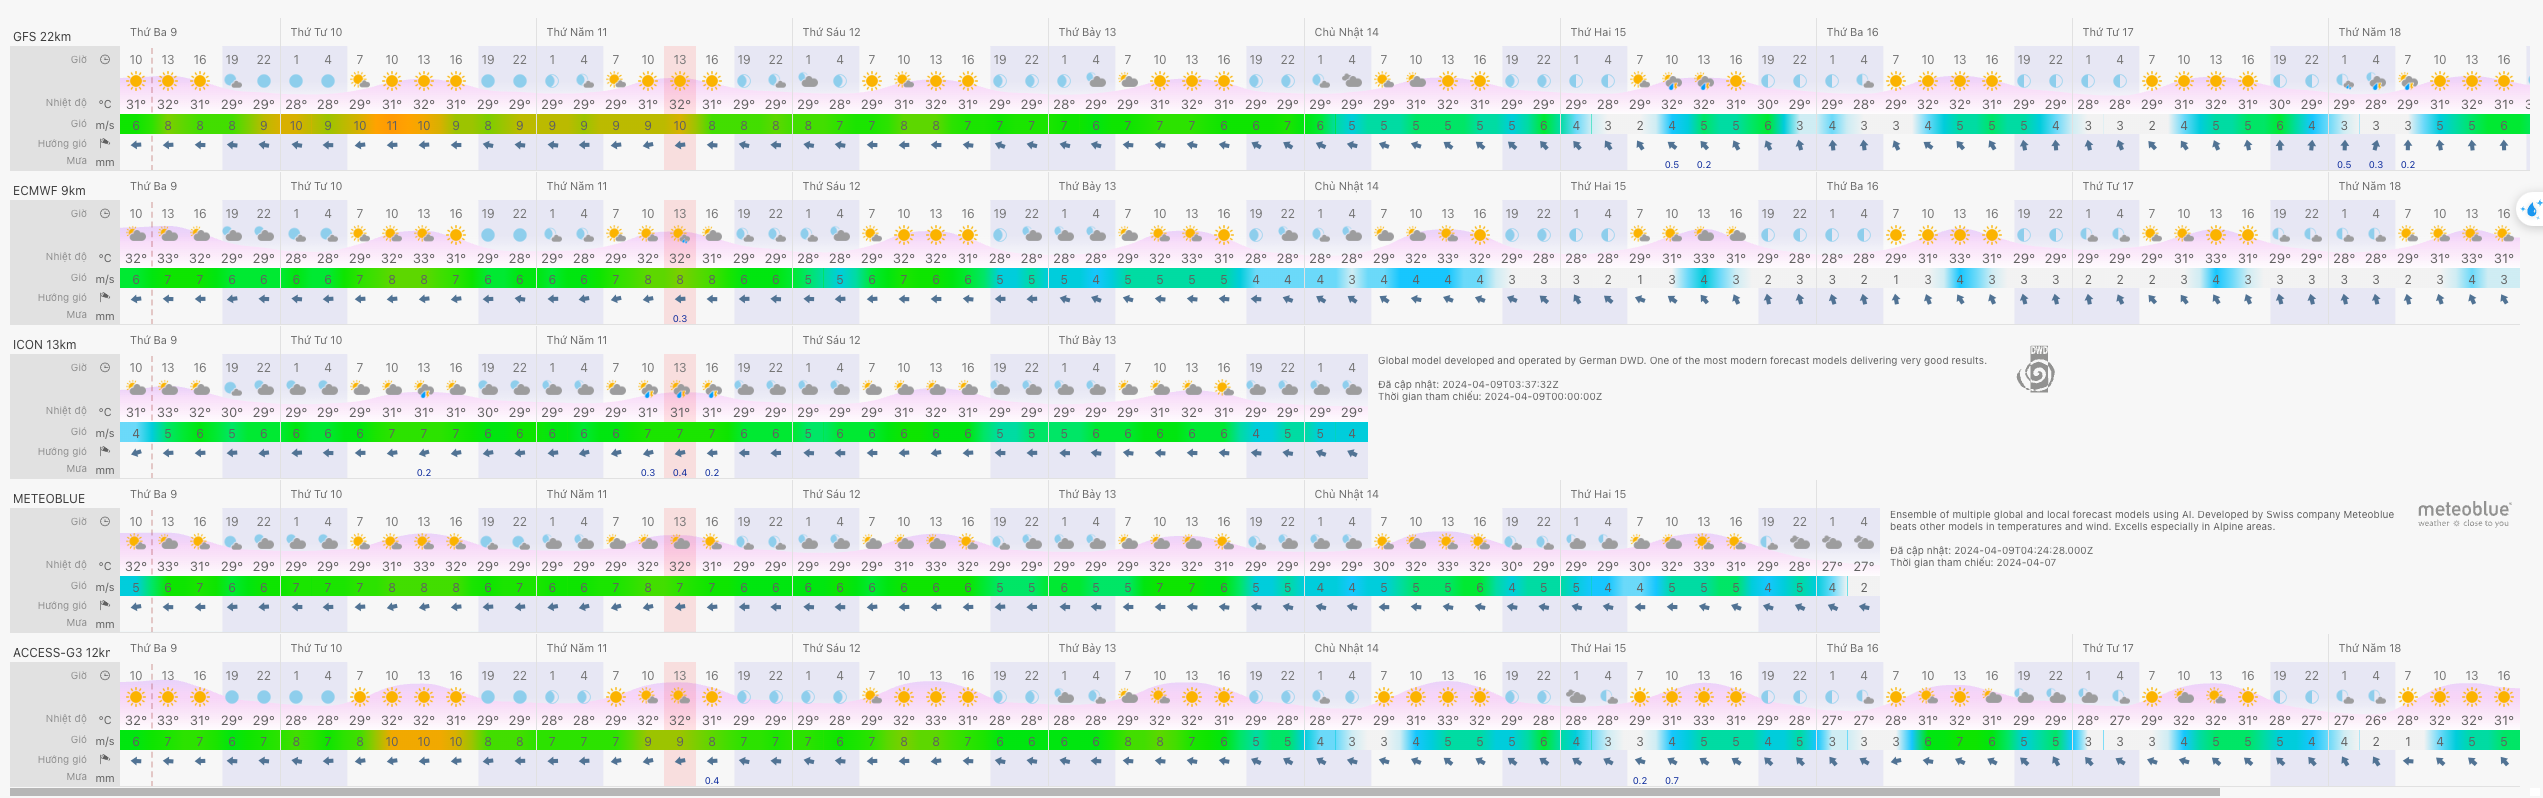 Thứ Ba 9 Thứ Tư 10 Thứ Năm 11 Thứ Sáu 12 Thứ Bảy 13 Chủ Nhật 14 Thứ Hai 15 Thứ Ba 16 Thứ Tư 17 Thứ Năm 18
GFS 22km
Giờ 10 13 16 19 22 1 4 7 10 13 16 19 22 1 4 7 10 13 16 19 22 1 4 7 10 13 16 19 22 1 4 7 10 13 16 19 22 1 4 7 10 13 16 19 22 1 4 7 10 13 16 19 22 1 4 7 10 13 16 19 22 1 4 7 10 13 16 19 22 1 4 7 10 13 16
Nhiệt độ °C 31° 32° 31° 29° 29° 28° 28° 29° 31° 32° 31° 29° 29° 29° 28° 29° 31° 32° 31° 29° 29° 29° 28° 29° 31° 32° 31° 29° 29° 28° 29° 29° 31° 32° 31° 29° 29° 29° 29° 29° 31° 32° 31° 29° 29° 29° 28° 29° 32° 32° 31° 30° 29° 28° 28° 29° 32° 32° 31° 29° 29° 29° 28° 29° 31° 32° 31° 30° 29° 29° 28° 29° 31° 32° 31°
Gió m/s 6 8 8 8 9 10 9 10 11 10 9 8 9 9 9 9 9 10 8 8 8 8 7 7 8 8 7 7 7 7 6 7 7 7 6 6 7 6 5 5 5 5 5 5 6 4 3 2 4 5 5 6 3 4 3 3 4 5 5 5 4 3 3 2 4 5 5 6 4 3 3 3 5 5 6
Hướng gió
Mưa mm 0.5 0.2 0.5 0.3 0.2
Thứ Ba 9 Thứ Tư 10 Thứ Năm 11 Thứ Sáu 12 Thứ Bảy 13 Chủ Nhật 14 Thứ Hai 15 Thứ Ba 16 Thứ Tư 17 Thứ Năm 18
ECMWF 9km
Giờ 10 13 16 19 22 1 4 7 10 13 16 19 22 1 4 7 10 13 16 19 22 1 4 7 10 13 16 19 22 1 4 7 10 13 16 19 22 1 4 7 10 13 16 19 22 1 4 7 10 13 16 19 22 1 4 7 10 13 16 19 22 1 4 7 10 13 16 19 22 1 4 7 10 13 16
Nhiệt độ °C 32° 33° 32° 29° 29° 29° 28° 29° 32° 33° 31° 29° 29° 29° 28° 29° 32° 32° 31° 29° 29° 29° 28° 29° 32° 33° 31° 29° 29° 29° 28° 29° 32° 33° 31° 29° 29° 29° 28° 29° 32° 33° 32° 29° 29° 29° 28° 29° 32° 33° 31° 29° 29° 29° 28° 29° 32° 33° 31° 29° 29° 29° 28° 29° 32° 33° 31° 29° 29° 28° 28° 29° 32° 33° 31°
Gió m/s 6 7 7 6 6 6 6 7 8 8 7 6 6 6 6 7 8 8 8 6 6 5 5 6 7 6 6 5 5 5 4 5 5 5 5 4 4 4 3 4 4 4 4 3 3 3 2 1 3 4 3 2 3 3 2 1 3 4 3 3 3 2 2 2 3 4 3 3 3 3 3 2 3 4 3
Hướng gió
Mưa mm 0.3
Thứ Ba 9 Thứ Tư 10 Thứ Năm 11 Thứ Sáu 12 Thứ Bảy 13
ICON 13km
Giờ 10 13 16 19 22 1 4 7 10 13 16 19 22 1 4 7 10 13 16 19 22 1 4 7 10 13 16 19 22 1 4 7 10 13 16 19 22 1 4
Nhiệt độ °C 31° 33° 32° 30° 29° 29° 29° 29° 31° 31° 31° 30° 29° 29° 29° 29° 31° 31° 31° 29° 29° 29° 29° 29° 31° 32° 31° 29° 29° 29° 29° 29° 31° 32° 31° 29° 29° 29° 29°
Gió m/s 4 5 6 5 6 6 6 6 7 7 7 6 6 6 6 6 7 7 7 6 6 5 6 6 6 6 6 5 5 5 6 6 6 6 6 4 5 5 4
Hướng gió
Mưa mm 0.2 0.3 0.4 0.2
Global model developed and operated by German DWD. One of the most modern forecast models delivering very good results.
Đã cập nhật: 2024-04-09T03:37:32Z
Thời gian tham chiếu: 2024-04-09T00:00:00Z
DWD
Thứ Ba 9 Thứ Tư 10 Thứ Năm 11 Thứ Sáu 12 Thứ Bảy 13 Chủ Nhật 14 Thứ Hai 15
METEOBLUE
Giờ 10 13 16 19 22 1 4 7 10 13 16 19 22 1 4 7 10 13 16 19 22 1 4 7 10 13 16 19 22 1 4 7 10 13 16 19 22 1 4 7 10 13 16 19 22 1 4 7 10 13 16 19 22 1 4
Nhiệt độ °C 32° 33° 31° 29° 29° 29° 28° 29° 32° 33° 32° 29° 29° 29° 29° 29° 31° 32° 31° 29° 29° 29° 29° 29° 32° 33° 31° 29° 29° 29° 28° 29° 32° 33° 31° 29° 29° 29° 29° 30° 32° 33° 32° 30° 29° 29° 29° 30° 32° 33° 31° 29° 28° 27° 27°
Gió m/s 5 6 7 6 6 7 7 7 8 8 8 6 7 6 6 7 8 7 7 6 6 6 6 6 7 6 6 5 5 6 5 5 7 7 6 5 5 4 4 5 5 5 6 4 5 5 4 4 5 5 5 4 5 4 2
Hướng gió
Mưa mm
Ensemble of multiple global and local forecast models using AI. Developed by Swiss company Meteoblue
beats other models in temperatures and wind. Excells especially in Alpine areas.
Đã cập nhật: 2024-04-09T04:24:28.000Z
Thời gian tham chiếu: 2024-04-07
meteoblue
weather close to you
Thứ Ba 9 Thứ Tư 10 Thứ Năm 11 Thứ Sáu 12 Thứ Bảy 13 Chủ Nhật 14 Thứ Hai 15 Thứ Ba 16 Thứ Tư 17 Thứ Năm 18
ACCESS-G3 12kr
Giờ 10 13 16 19 22 1 4 7 10 13 16 19 22 1 4 7 10 13 16 19 22 1 4 7 10 13 16 19 22 1 4 7 10 13 16 19 22 1 4 7 10 13 16 19 22 1 4 7 10 13 16 19 22 1 4 7 10 13 16 19 22 1 4 7 10 13 16 19 22 1 4 7 10 13 16
Nhiệt độ °C 32° 33° 31° 29° 29° 28° 28° 29° 32° 32° 31° 29° 29° 29° 28° 29° 32° 32° 31° 29° 29° 29° 28° 29° 32° 33° 31° 29° 29° 28° 28° 29° 32° 32° 31° 29° 29° 28° 27° 29° 31° 33° 32° 29° 29° 28° 28° 29° 31° 33° 31° 29° 28° 27° 27° 28° 31° 32° 31° 29° 29° 28° 27° 29° 32° 32° 31° 28° 27° 27° 26° 28° 32° 32° 31°
Gió m/s 6 7 7 6 7 8 7 8 10 10 10 8 8 7 7 7 9 9 8 7 7 7 6 7 8 8 7 6 6 6 6 8 8 7 6 5 5 4 3 3 4 5 5 5 6 4 3 3 4 5 5 4 5 3 3 3 6 7 6 5 5 3 3 3 4 5 5 5 4 4 2 1 4 5 5
Hướng gió
Mưa mm 0.4 0.2 0.7